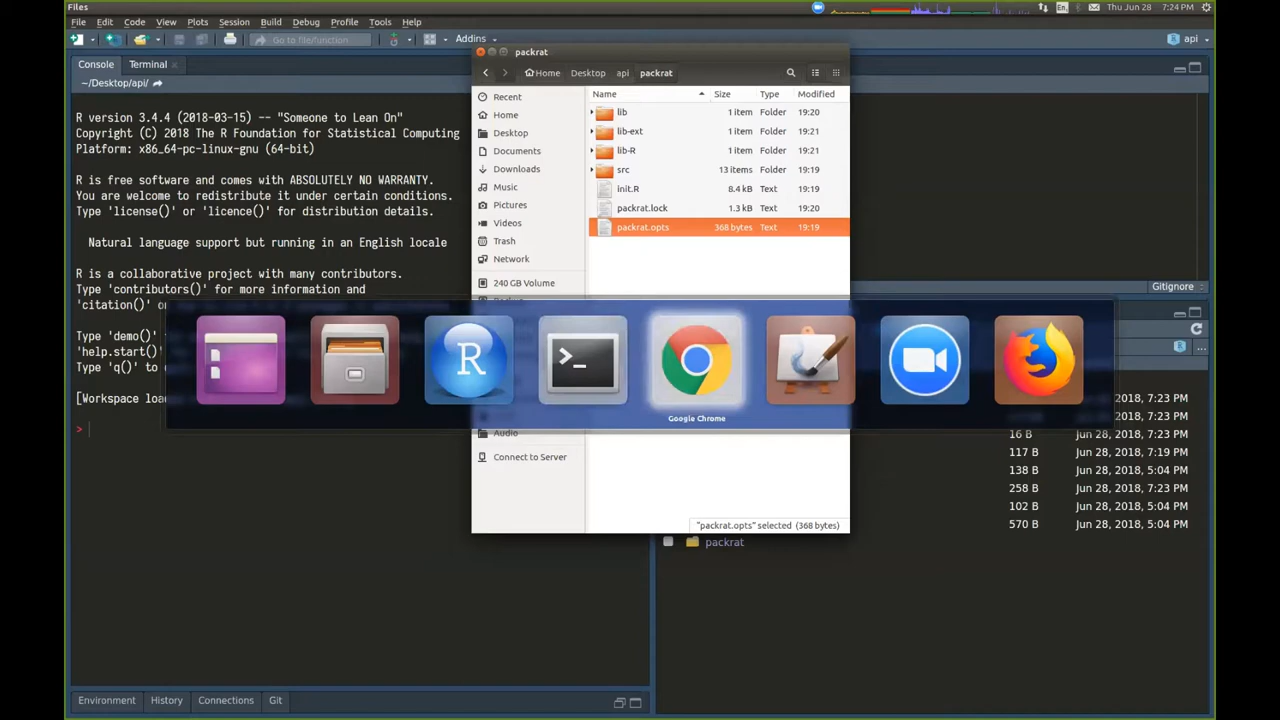 Files
En
Thu Jun 28
7:24 PM
File
Edit
Code
View
Plots
Session
Build
Debug
Profile
Tools
Help
Go to file/function
Addins
api
packrat
Console
Terminal
~/Desktop/api/
R version 3.4.4 (2018-03-15) -- "Someone to Lean On"
Copyright (C) 2018 The R Foundation for Statistical Computing
Platform: x86_64-pc-linux-gnu (64-bit)
R is free software and comes with ABSOLUTELY NO WARRANTY.
You are welcome to redistribute it under certain conditions.
Type 'license()' or 'licence()' for distribution details.
Natural language support but running in an English locale
R is a collaborative project with many contributors.
Type 'contributors()' for more information and
'citation()'
Type 'demo()'
'help.start()'
Type 'q()' to
[Workspace
>
Home
Desktop
api
packrat
Name
Size
Type
Modified
Recent
Home
Desktop
Documents
Downloads
Music
Pictures
Videos
Trash
Network
240 GB Volume
Audio
Connect to Server
lib
1 item
Folder
19:20
lib-ext
1 item
Folder
19:21
lib-R
1 item
Folder
19:21
src
13 items
Folder
19:19
init.R
8.4 kB
Text
19:19
packrat.lock
1.3 kB
Text
19:20
packrat.opts
368 bytes
Text
19:19
"packrat.opts" selected (368 bytes)
R
>_
Google Chrome
Gitignore
...
Jun 28, 2018, 7:23 PM
Jun 28, 2018, 7:23 PM
16 B
Jun 28, 2018, 7:23 PM
117 B
Jun 28, 2018, 7:19 PM
138 B
Jun 28, 2018, 5:04 PM
258 B
Jun 28, 2018, 7:23 PM
102 B
Jun 28, 2018, 5:04 PM
570 B
Jun 28, 2018, 5:04 PM
packrat
Environment
History
Connections
Git